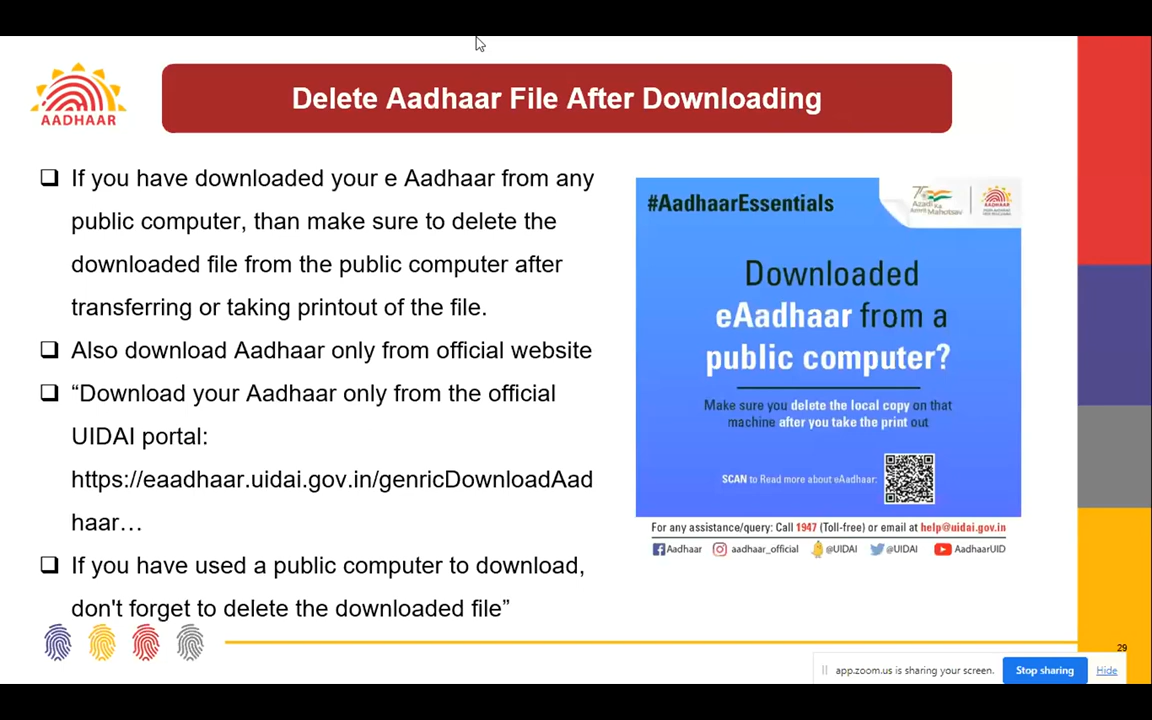 AADHAAR
Delete Aadhaar File After Downloading
If you have downloaded your e Aadhaar from any
public computer, than make sure to delete the
downloaded file from the public computer after
transferring or taking printout of the file.
Also download Aadhaar only from official website
“Download your Aadhaar only from the official
UIDAI portal:
https://eaadhaar.uidai.gov.in/genricDownloadAad
haar…
If you have used a public computer to download,
don't forget to delete the downloaded file”
#AadhaarEssentials
Azadi Ka
Amrit Mahotsav
AADHAAR
Downloaded
eAadhaar from a
public computer?
Make sure you delete the local copy on that
machine after you take the print out
SCAN to Read more about eAadhaar:
For any assistance/query: Call 1947 (Toll-free) or email at help@uidai.gov.in
Aadhaar aadhaar_official @UIDAI @UIDAI AadhaarUID
29
app.zoom.us is sharing your screen. Stop sharing Hide